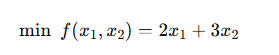 min f(x₁, x₂) = 2x₁ + 3x₂